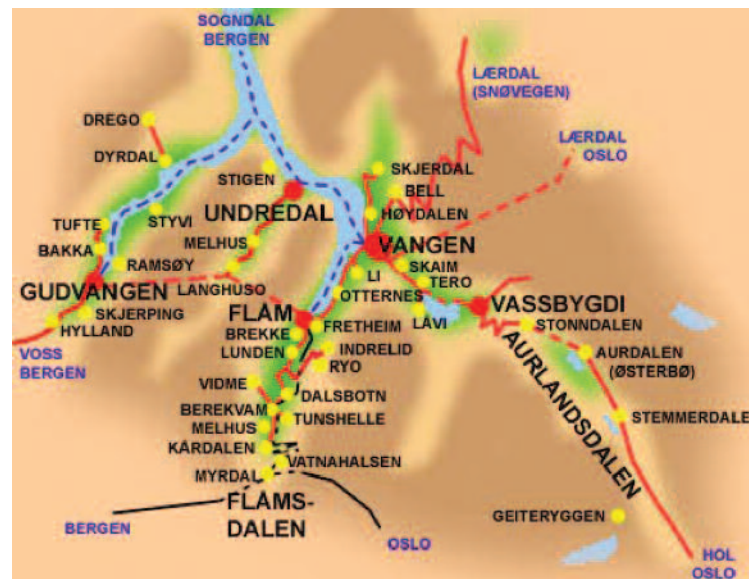 SOGNDAL
BERGEN
LÆRDAL
(SNØVEGEN)
DREGO
LÆRDAL
OSLO
DYRDAL
SKJERDAL
STIGEN
BELL
UNDREDAL
HØYDALEN
TUFTE
STYVI
MELHUS
VANGEN
BAKKA
RAMSØY
SKAIM
LI
TERO
GUDVANGEN
LANGHUSO
OTTERNES
VASSBYGDI
SKJERPING
FLÅM
LÅVI
HYLLAND
BREKKE
FRETHEIM
STONNDALEN
VOSS
BERGEN
LUNDEN
INDRELID
RYO
AURDALEN
(ØSTERBØ)
VIDME
DALSBOTN
BEREKVAM
TUNSHELLE
STEMMERDALE
MELHUS
AURLANDSDALEN
KÅRDALEN
VATNAHALSEN
MYRDAL
FLÅMS-
DALEN
GEITERYGGEN
BERGEN
OSLO
HOL
OSLO